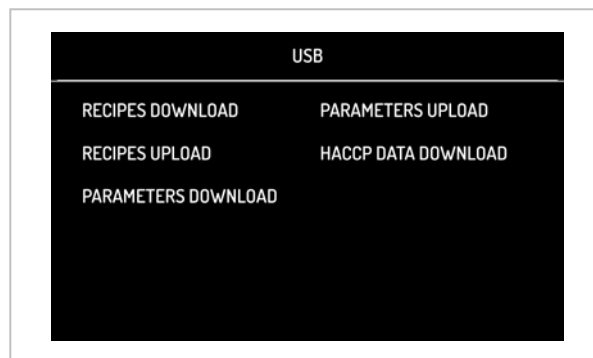 USB
RECIPES DOWNLOAD
RECIPES UPLOAD
PARAMETERS DOWNLOAD
PARAMETERS UPLOAD
HACCP DATA DOWNLOAD